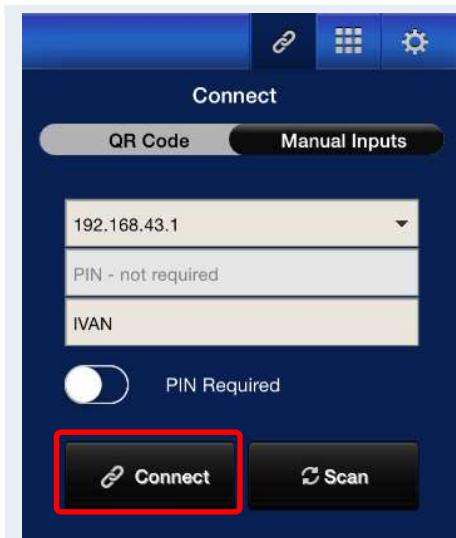 Connect
QR Code Manual Inputs
192.168.43.1
PIN - not required
IVAN
PIN Required
Connect Scan